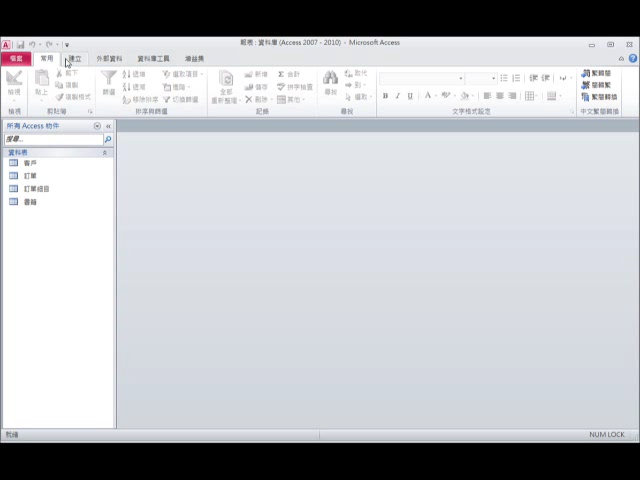 報表 : 資料庫 (Access 2007 - 2010) - Microsoft Access
檔案 常用 建立 外部資料 資料庫工具 增益集
檢視 貼上 剪下 複製 複製格式
篩選 遞增 遞減 移除排序 選取項目 進階 切換篩選
全部重新整理 新增 儲存 刪除 合計 拼字檢查 其他
尋找 取代 到 選取
B I U A
繁轉簡
簡轉繁
繁簡轉換
檢視 剪貼簿 排序與篩選 記錄 尋找 文字格式設定 中文繁簡轉換
所有 Access 物件
搜尋...
資料表
客戶
訂單
訂單細目
書籍
就緒 NUM LOCK